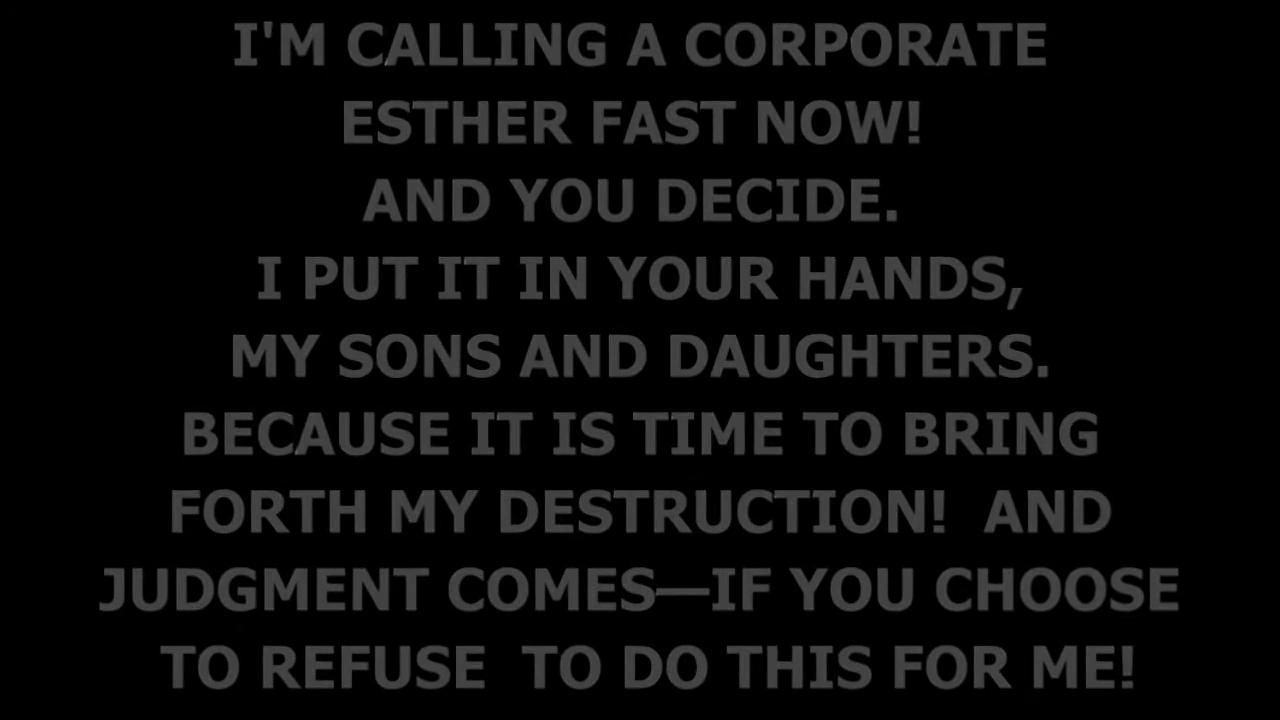 I'M CALLING A CORPORATE
ESTHER FAST NOW!
AND YOU DECIDE.
I PUT IT IN YOUR HANDS,
MY SONS AND DAUGHTERS.
BECAUSE IT IS TIME TO BRING
FORTH MY DESTRUCTION!  AND
JUDGMENT COMES—IF YOU CHOOSE
TO REFUSE  TO DO THIS FOR ME!